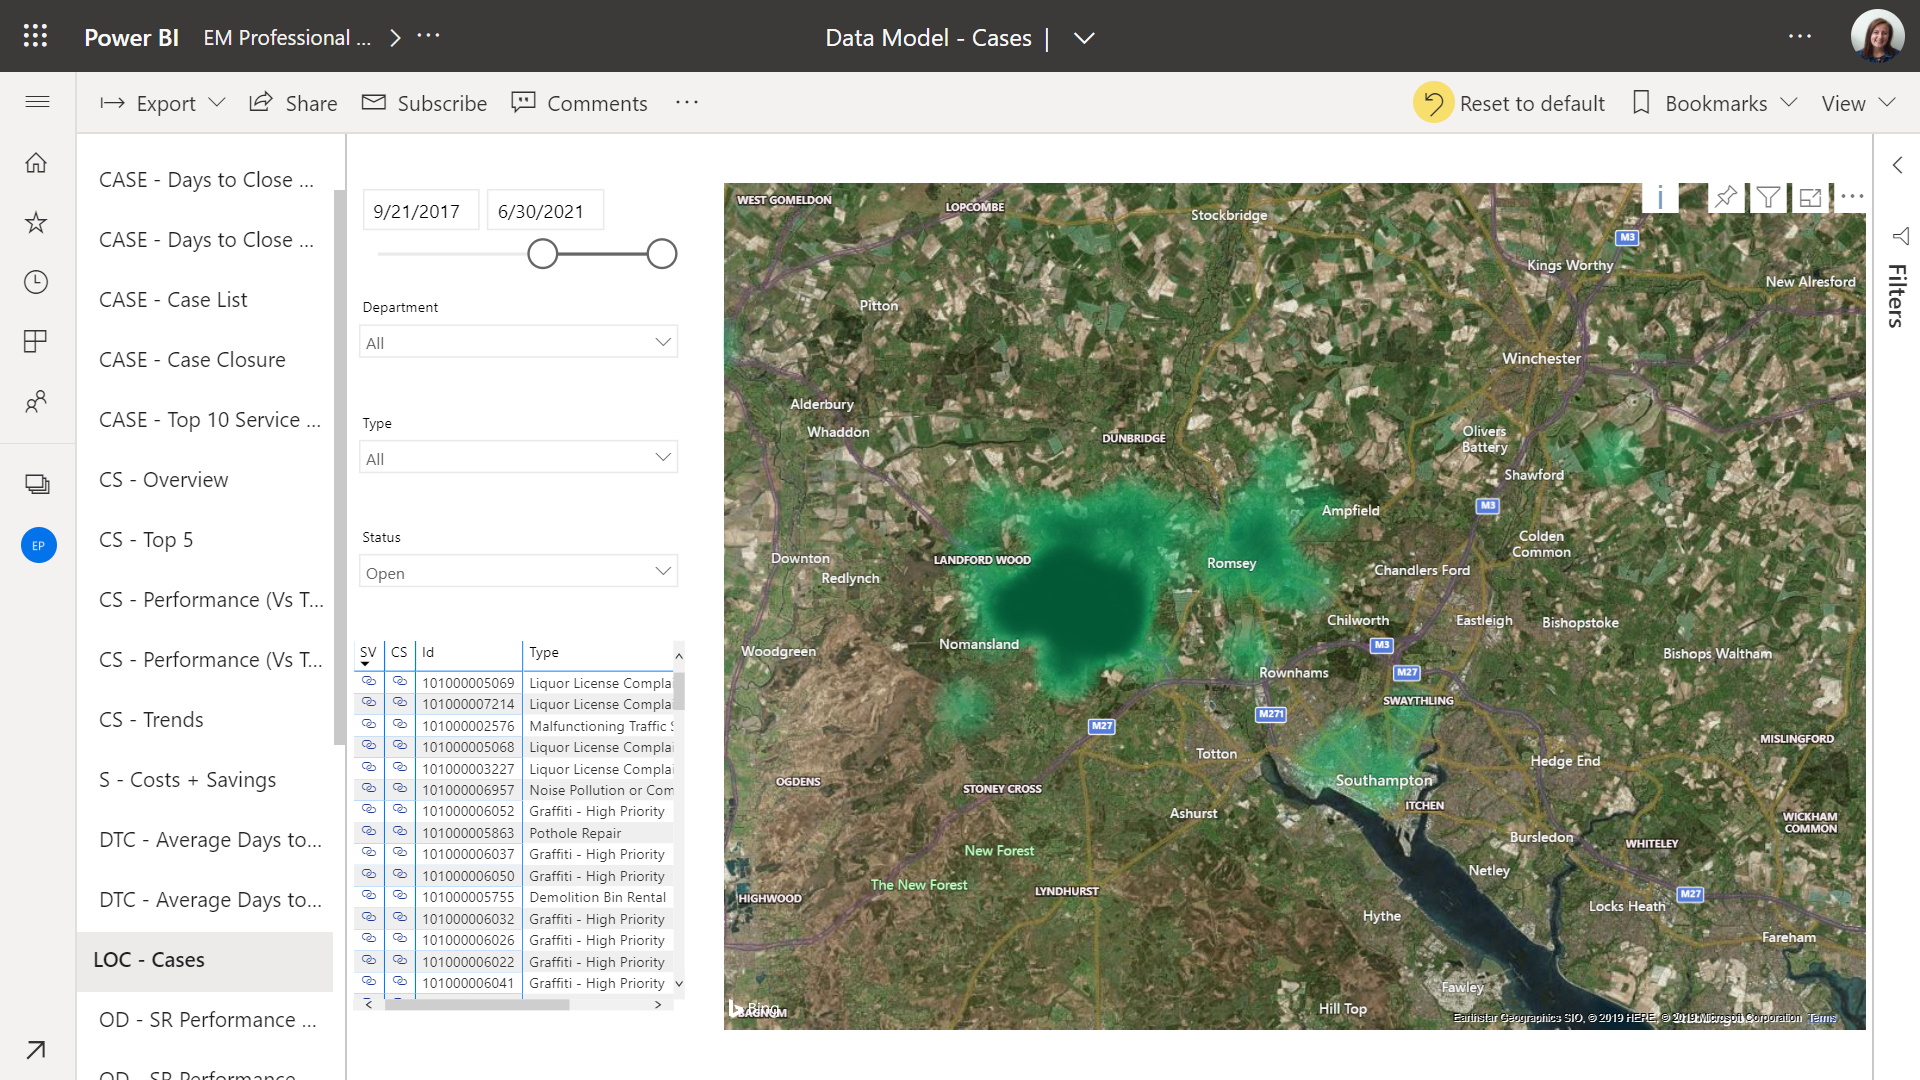 Power BI EM Professional ... Data Model - Cases
Export Share Subscribe Comments Reset to default Bookmarks View
CASE - Days to Close ...
CASE - Days to Close ...
CASE - Case List
CASE - Case Closure
CASE - Top 10 Service ...
CS - Overview
CS - Top 5
CS - Performance (Vs T...
CS - Performance (Vs T...
CS - Trends
S - Costs + Savings
DTC - Average Days to...
DTC - Average Days to...
LOC - Cases
OD - SR Performance ...
OD - SR Performance
EP
9/21/2017 6/30/2021
Department
All
Type
All
Status
Open
SV CS Id Type
101000005069 Liquor License Complai
101000007214 Liquor License Complai
101000002576 Malfunctioning Traffic S
101000005068 Liquor License Complai
101000003227 Liquor License Complai
101000006957 Noise Pollution or Com
101000006052 Graffiti - High Priority
101000005863 Pothole Repair
101000006037 Graffiti - High Priority
101000006050 Graffiti - High Priority
101000005755 Demolition Bin Rental
101000006032 Graffiti - High Priority
101000006026 Graffiti - High Priority
101000006022 Graffiti - High Priority
101000006041 Graffiti - High Priority
WEST GOMELDON
LOPCOMBE
Stockbridge
M3
Kings Worthy
New Alresford
Pitton
Winchester
Alderbury
Whaddon
DUNBRIDGE
Olivers
Battery
Shawford
M3
Ampfield
Colden
Common
Downton
LANDFORD WOOD
Romsey
Redlynch
Chandlers Ford
Chilworth
Eastleigh
Bishopstoke
Nomansland
Woodgreen
M3
Bishops Waltham
Rownhams
M27
SWAYTHLING
M271
M27
Totton
MISLINGFORD
Hedge End
OGDENS
STONEY CROSS
Southampton
ITCHEN
Ashurst
WICKHAM
COMMON
Bursledon
WHITELEY
New Forest
Netley
The New Forest
LYNDHURST
HIGHWOOD
M27
Locks Heath
Hythe
Fareham
Fawley
Hill Top
Bing
Earthstar Geographics SIO, © 2019 HERE, © 2019 Microsoft Corporation Terms
Filters